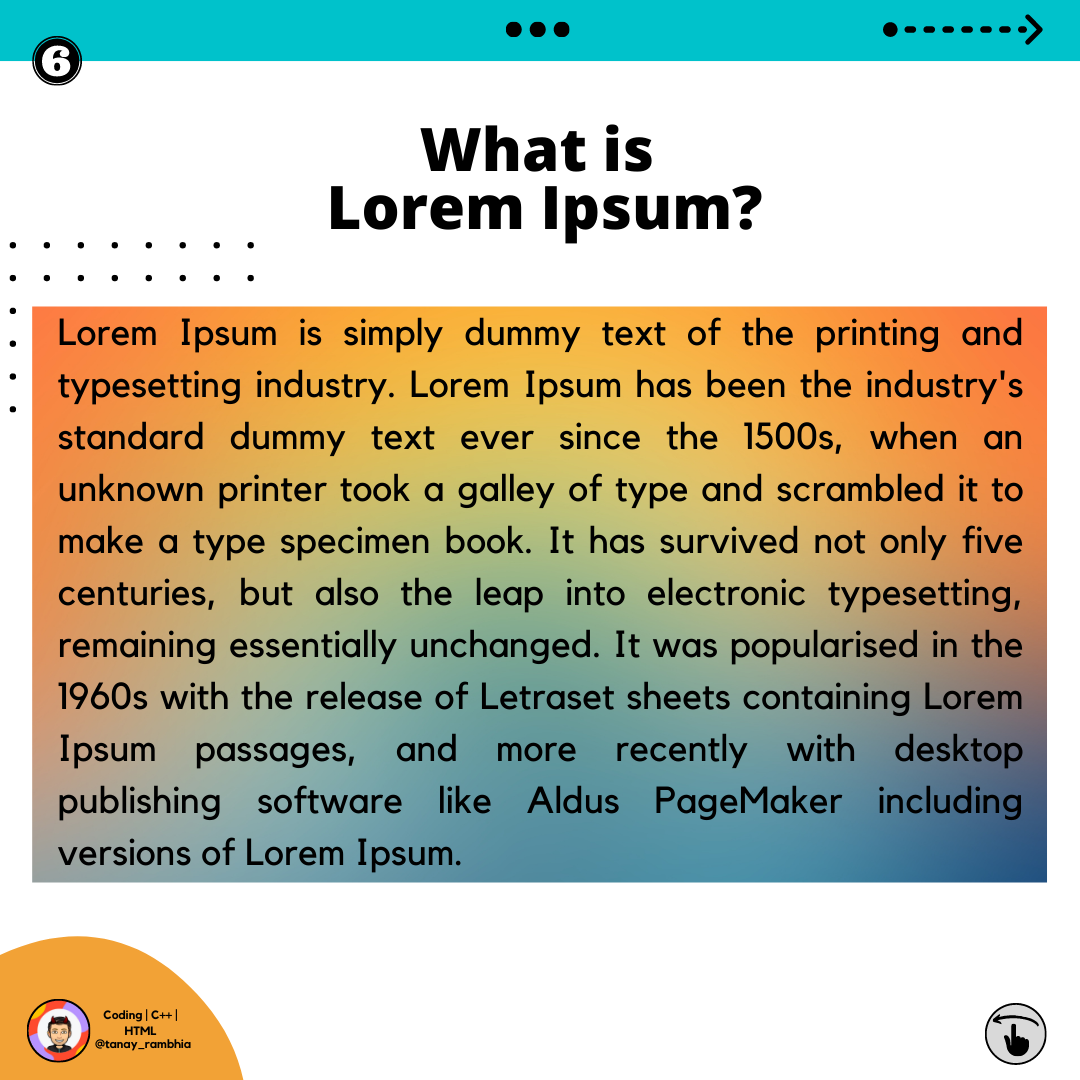 6
What is
Lorem Ipsum?
Lorem Ipsum is simply dummy text of the printing and
typesetting industry. Lorem Ipsum has been the industry's
standard dummy text ever since the 1500s, when an
unknown printer took a galley of type and scrambled it to
make a type specimen book. It has survived not only five
centuries, but also the leap into electronic typesetting,
remaining essentially unchanged. It was popularised in the
1960s with the release of Letraset sheets containing Lorem
Ipsum passages, and more recently with desktop
publishing software like Aldus PageMaker including
versions of Lorem Ipsum.
Coding | C++ |
HTML
@tanay_rambhia